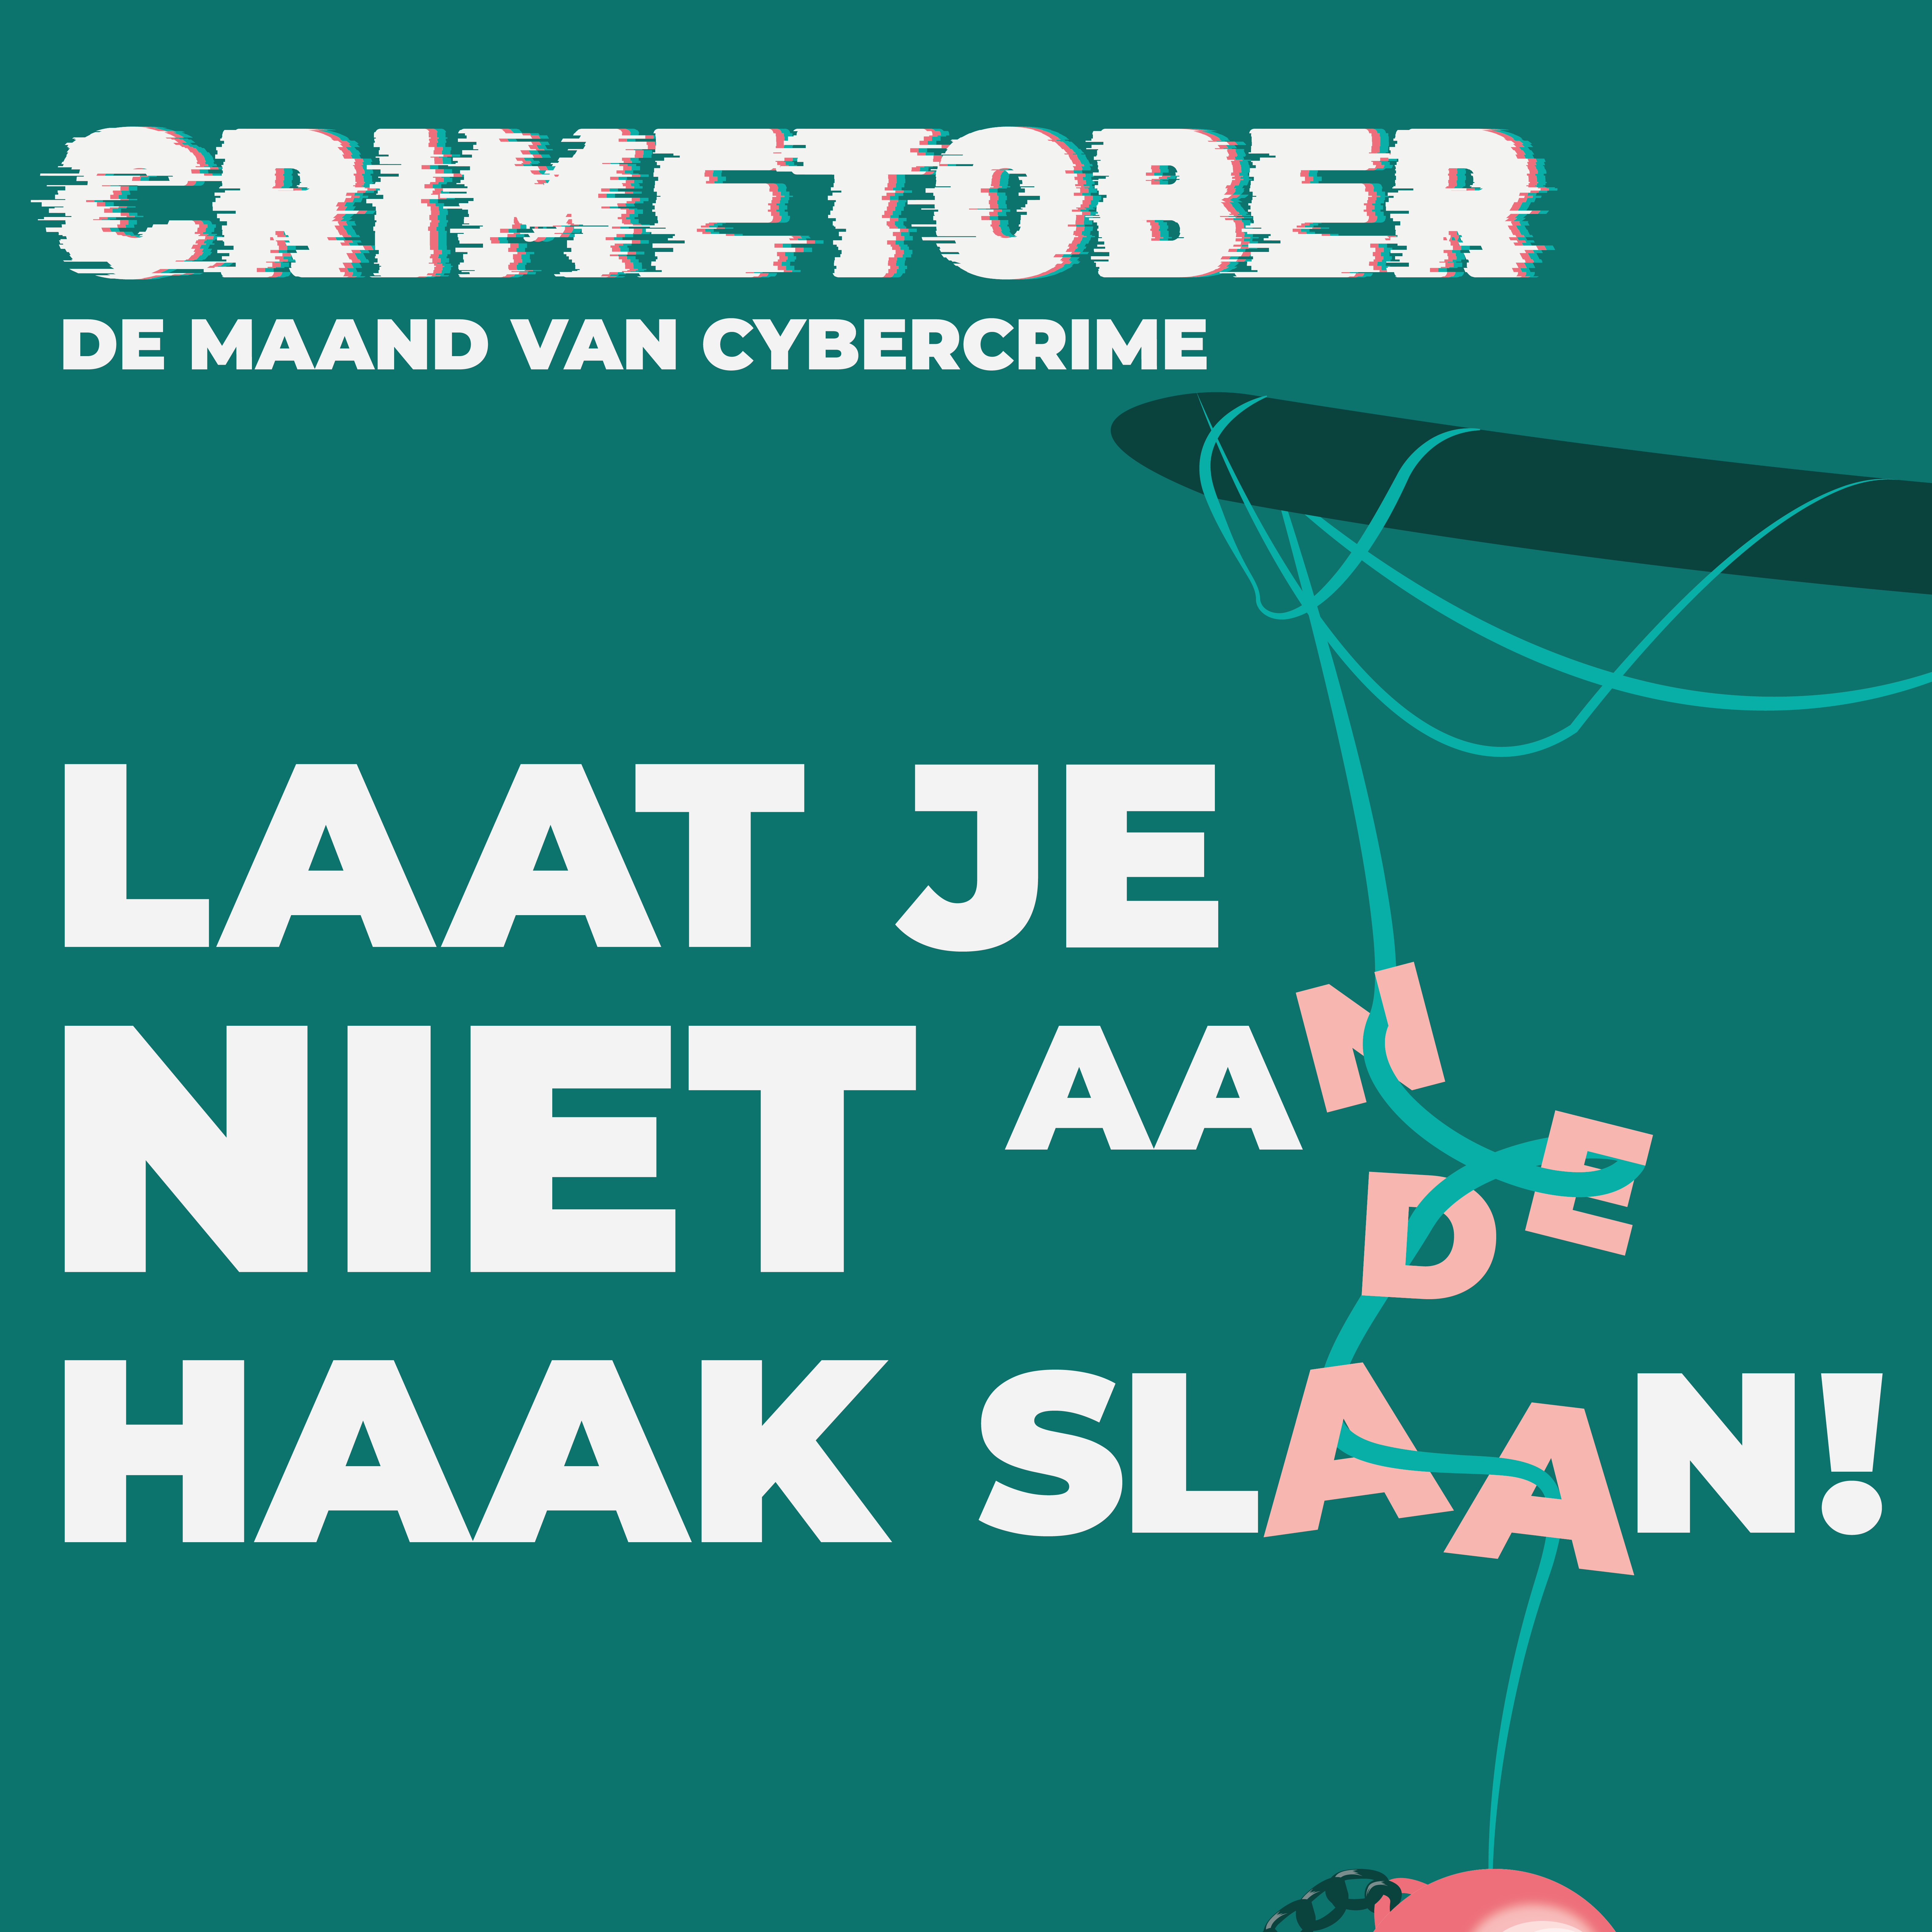 CRIMETOBER
DE MAAND VAN CYBERCRIME
LAAT JE
NIET AAN DE
HAAK SLAAN!